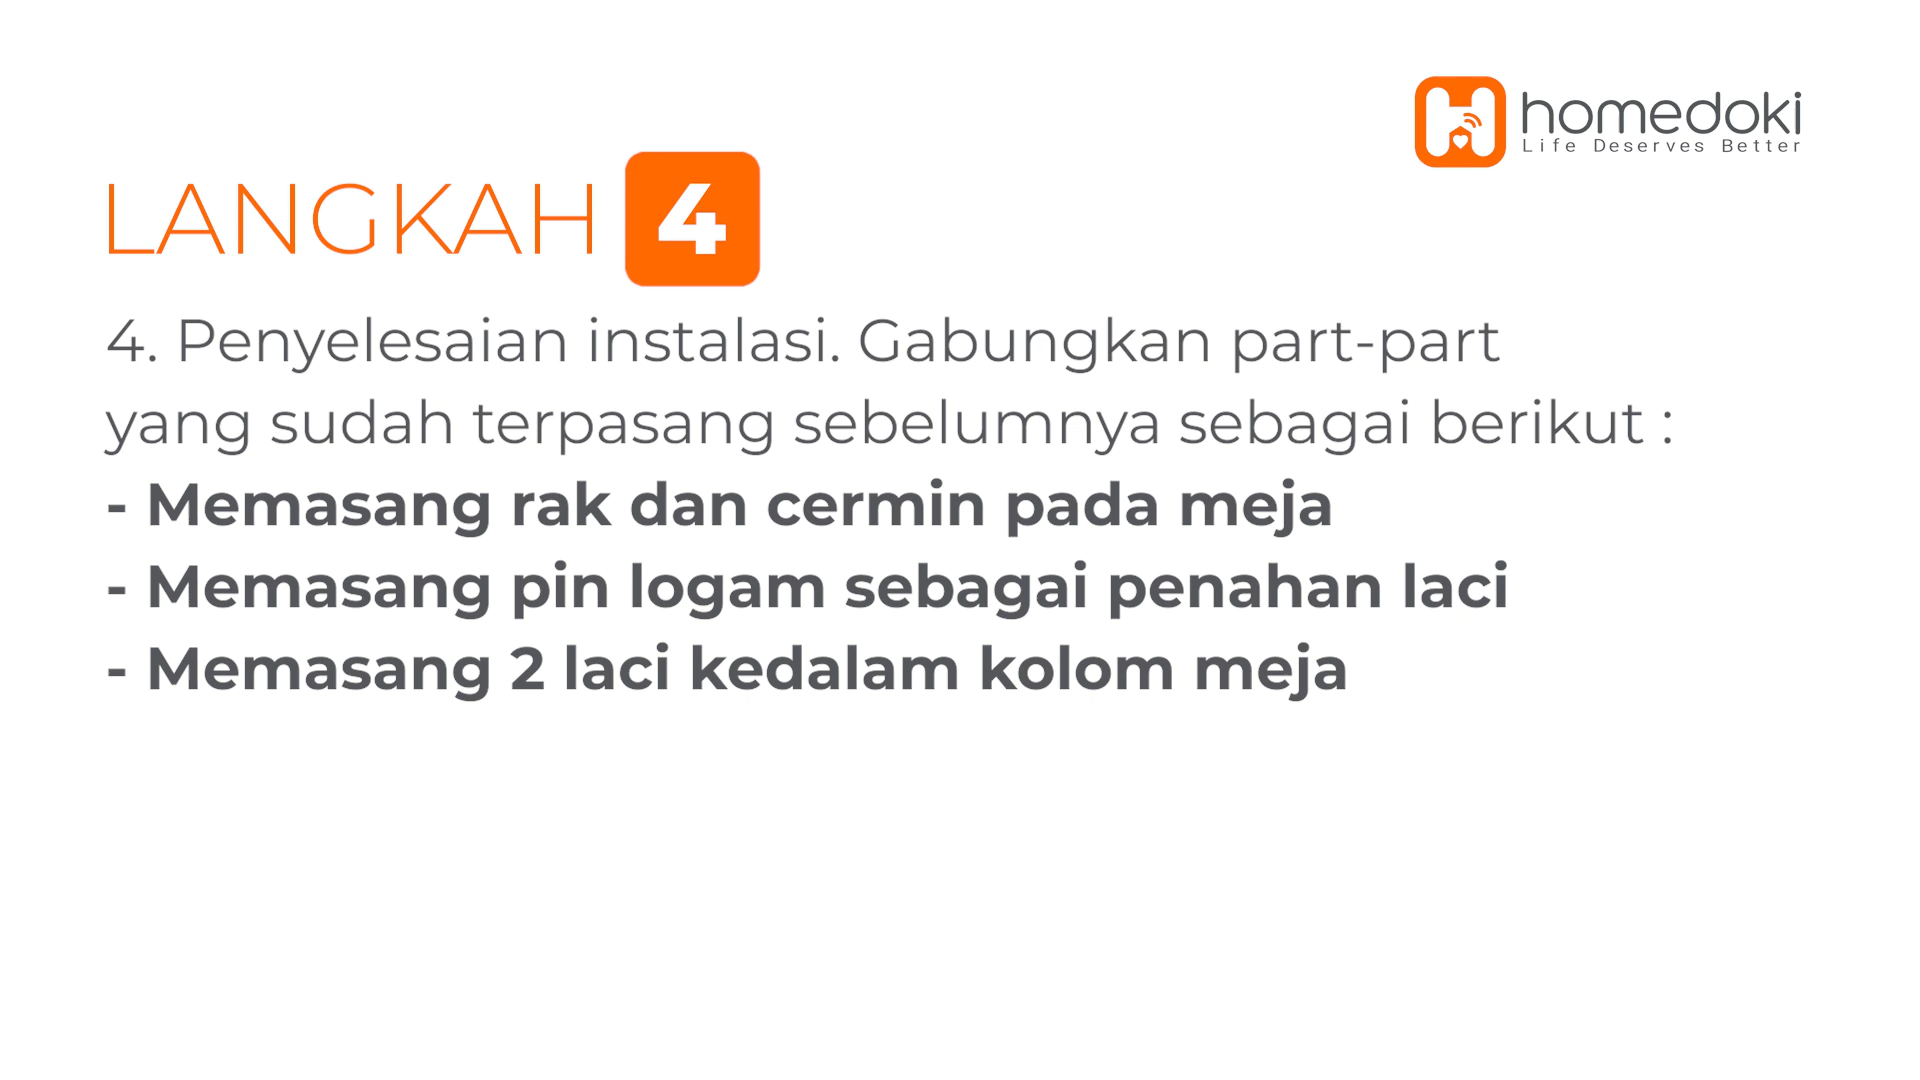 homedoki
Life Deserves Better
LANGKAH 4
4. Penyelesaian instalasi. Gabungkan part-part
yang sudah terpasang sebelumnya sebagai berikut :
- Memasang rak dan cermin pada meja
- Memasang pin logam sebagai penahan laci
- Memasang 2 laci kedalam kolom meja